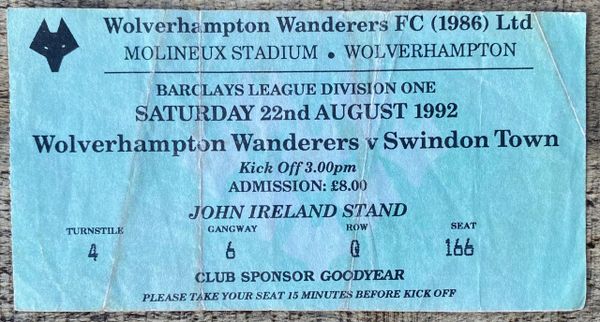 Wolverhampton Wanderers FC (1986) Ltd
MOLINEUX STADIUM • WOLVERHAMPTON
BARCLAYS LEAGUE DIVISION ONE
SATURDAY 22nd AUGUST 1992
Wolverhampton Wanderers v Swindon Town
Kick Off 3.00pm
ADMISSION: £8.00
JOHN IRELAND STAND
TURNSTILE GANGWAY ROW SEAT
4 6 Q 166
CLUB SPONSOR GOODYEAR
PLEASE TAKE YOUR SEAT 15 MINUTES BEFORE KICK OFF